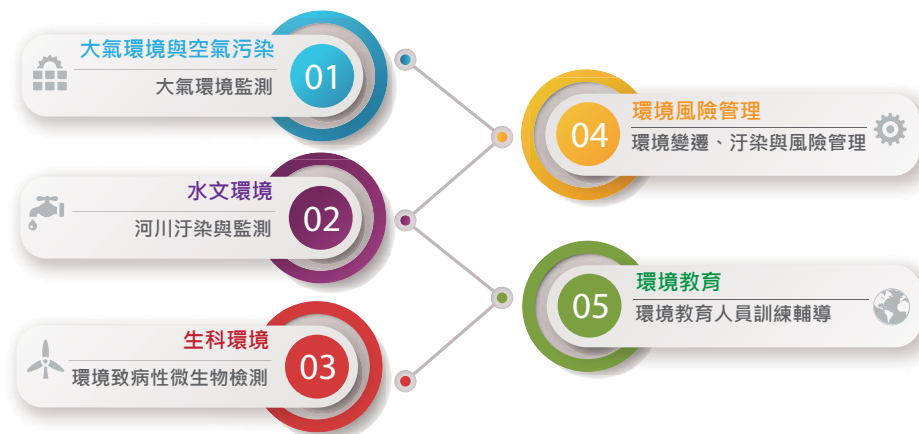 大氣環境與空氣污染
大氣環境監測
01
水文環境
河川汙染與監測
02
生科環境
環境致病性微生物檢測
03
04
環境風險管理
環境變遷、汙染與風險管理
05
環境教育
環境教育人員訓練輔導